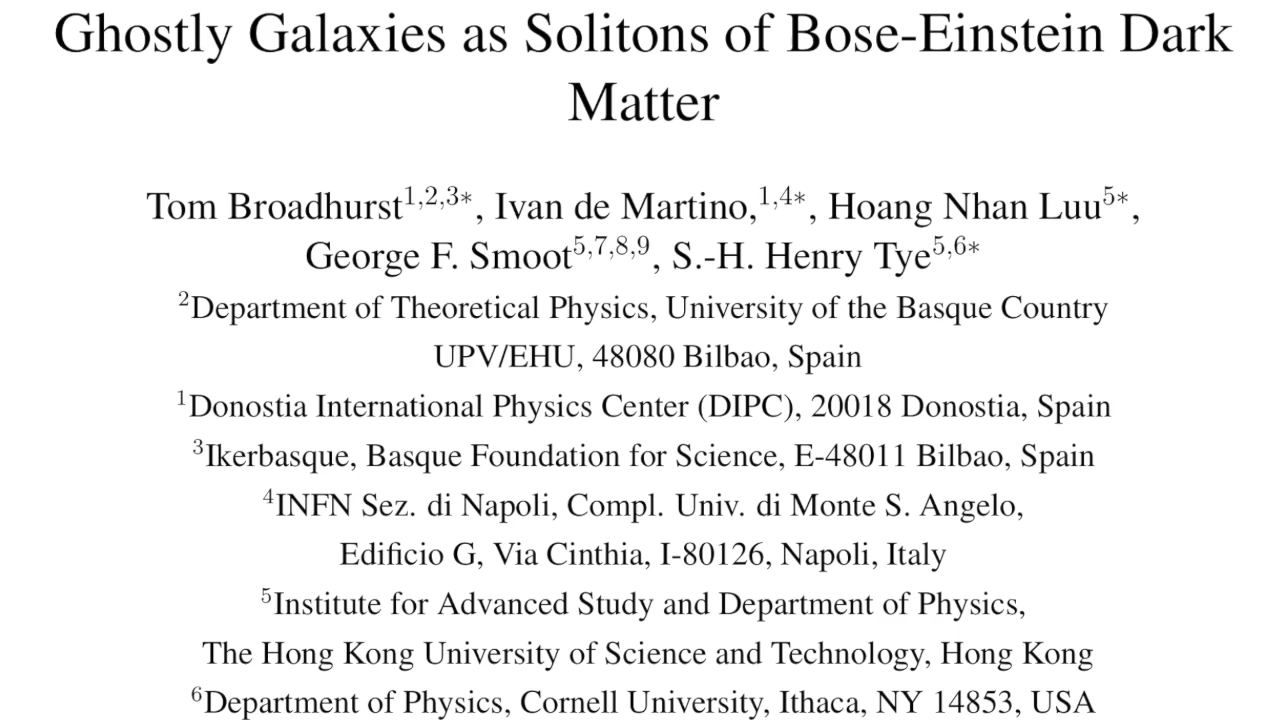 Ghostly Galaxies as Solitons of Bose-Einstein Dark
Matter
Tom Broadhurst1,2,3∗, Ivan de Martino,1,4∗, Hoang Nhan Luu5∗,
George F. Smoot5,7,8,9, S.-H. Henry Tye5,6∗
2Department of Theoretical Physics, University of the Basque Country
UPV/EHU, 48080 Bilbao, Spain
1Donostia International Physics Center (DIPC), 20018 Donostia, Spain
3Ikerbasque, Basque Foundation for Science, E-48011 Bilbao, Spain
4INFN Sez. di Napoli, Compl. Univ. di Monte S. Angelo,
Edificio G, Via Cinthia, I-80126, Napoli, Italy
5Institute for Advanced Study and Department of Physics,
The Hong Kong University of Science and Technology, Hong Kong
6Department of Physics, Cornell University, Ithaca, NY 14853, USA